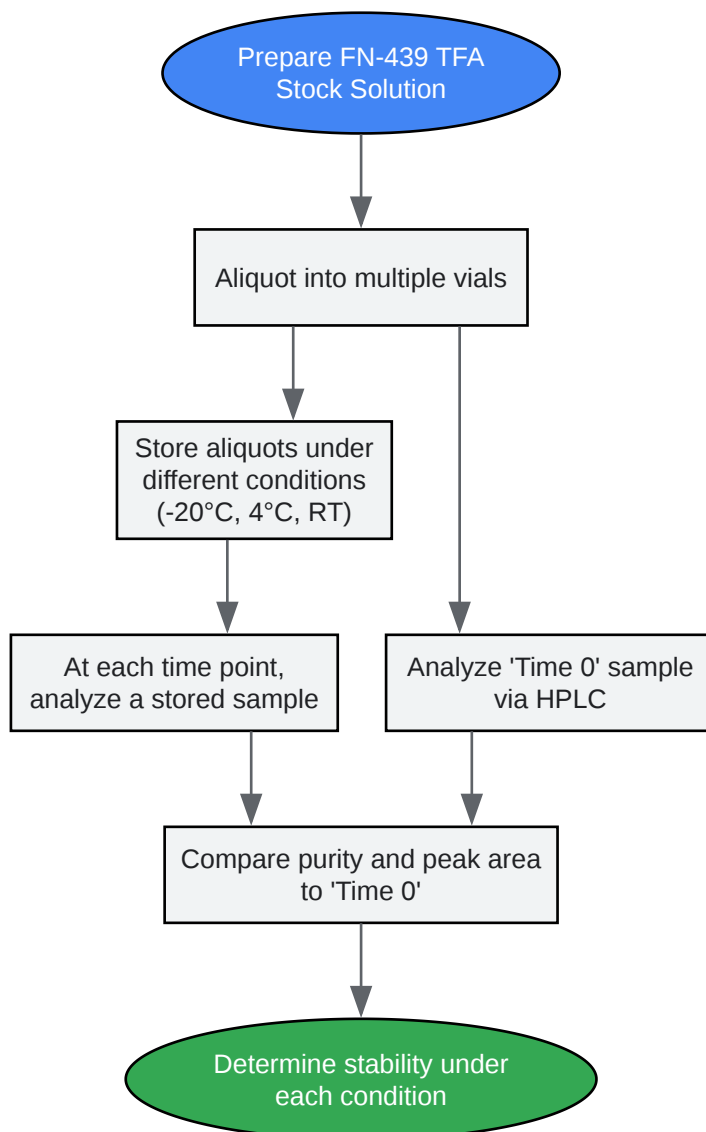 Prepare FN-439 TFA
Stock Solution
Aliquot into multiple vials
Store aliquots under
different conditions
(-20°C, 4°C, RT)
At each time point,
analyze a stored sample
Analyze 'Time 0' sample
via HPLC
Compare purity and peak area
to 'Time 0'
Determine stability under
each condition